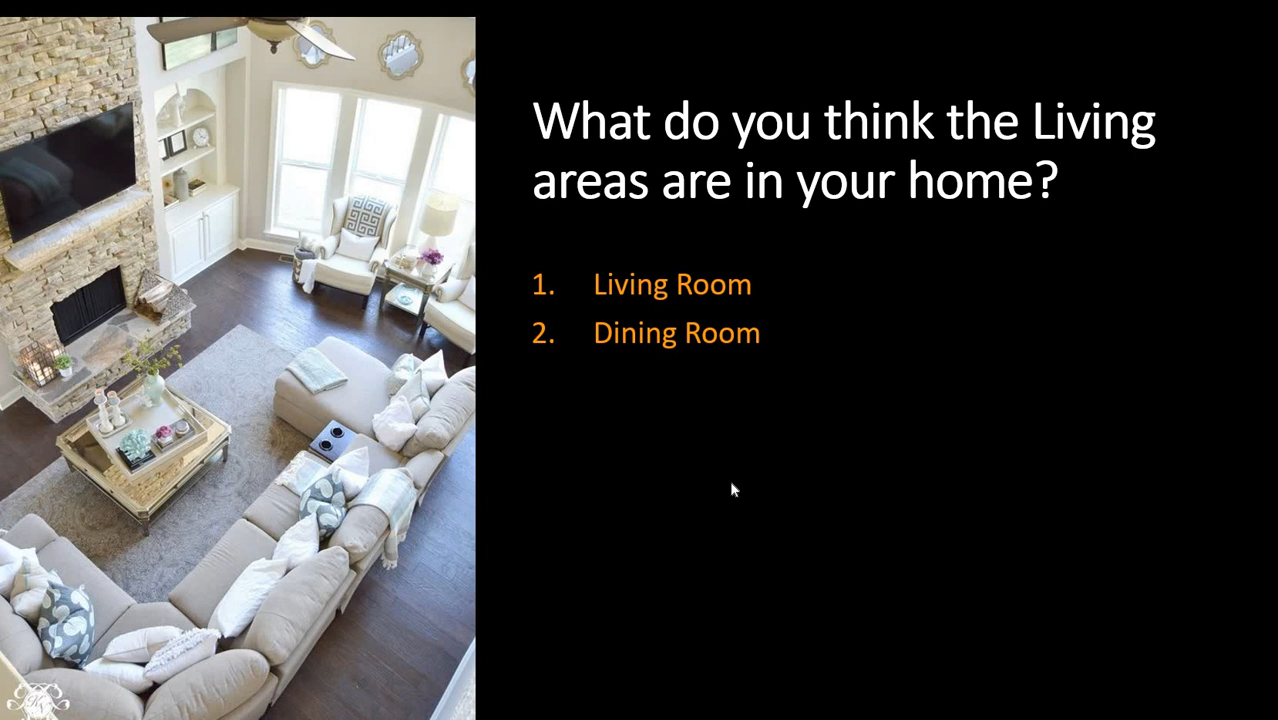 What do you think the Living
areas are in your home?
1. Living Room
2. Dining Room